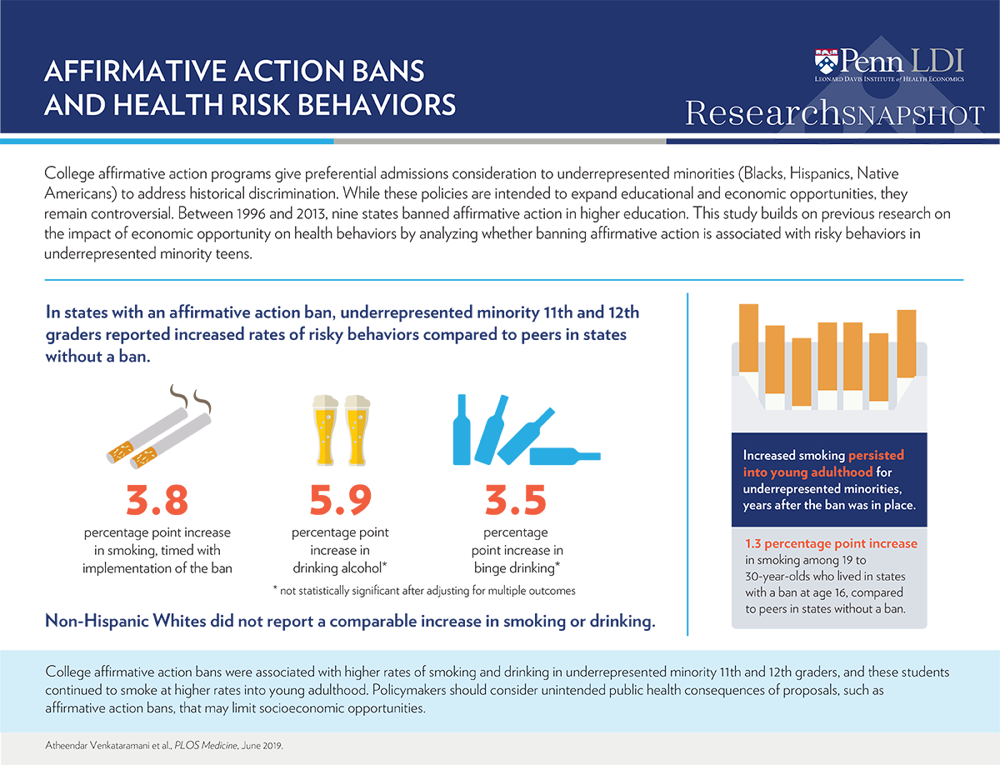 AFFIRMATIVE ACTION BANS
AND HEALTH RISK BEHAVIORS
Penn LDI
LEONARD DAVIS INSTITUTE of HEALTH ECONOMICS
ResearchSNAPSHOT
College affirmative action programs give preferential admissions consideration to underrepresented minorities (Blacks, Hispanics, Native
Americans) to address historical discrimination. While these policies are intended to expand educational and economic opportunities, they
remain controversial. Between 1996 and 2013, nine states banned affirmative action in higher education. This study builds on previous research on
the impact of economic opportunity on health behaviors by analyzing whether banning affirmative action is associated with risky behaviors in
underrepresented minority teens.
In states with an affirmative action ban, underrepresented minority 11th and 12th
graders reported increased rates of risky behaviors compared to peers in states
without a ban.
3.8
percentage point increase
in smoking, timed with
implementation of the ban
5.9
percentage point
increase in
drinking alcohol*
3.5
percentage
point increase in
binge drinking*
* not statistically significant after adjusting for multiple outcomes
Non-Hispanic Whites did not report a comparable increase in smoking or drinking.
Increased smoking persisted
into young adulthood for
underrepresented minorities,
years after the ban was in place.
1.3 percentage point increase
in smoking among 19 to
30-year-olds who lived in states
with a ban at age 16, compared
to peers in states without a ban.
College affirmative action bans were associated with higher rates of smoking and drinking in underrepresented minority 11th and 12th graders, and these students
continued to smoke at higher rates into young adulthood. Policymakers should consider unintended public health consequences of proposals, such as
affirmative action bans, that may limit socioeconomic opportunities.
Atheendar Venkataramani et al., PLOS Medicine, June 2019.